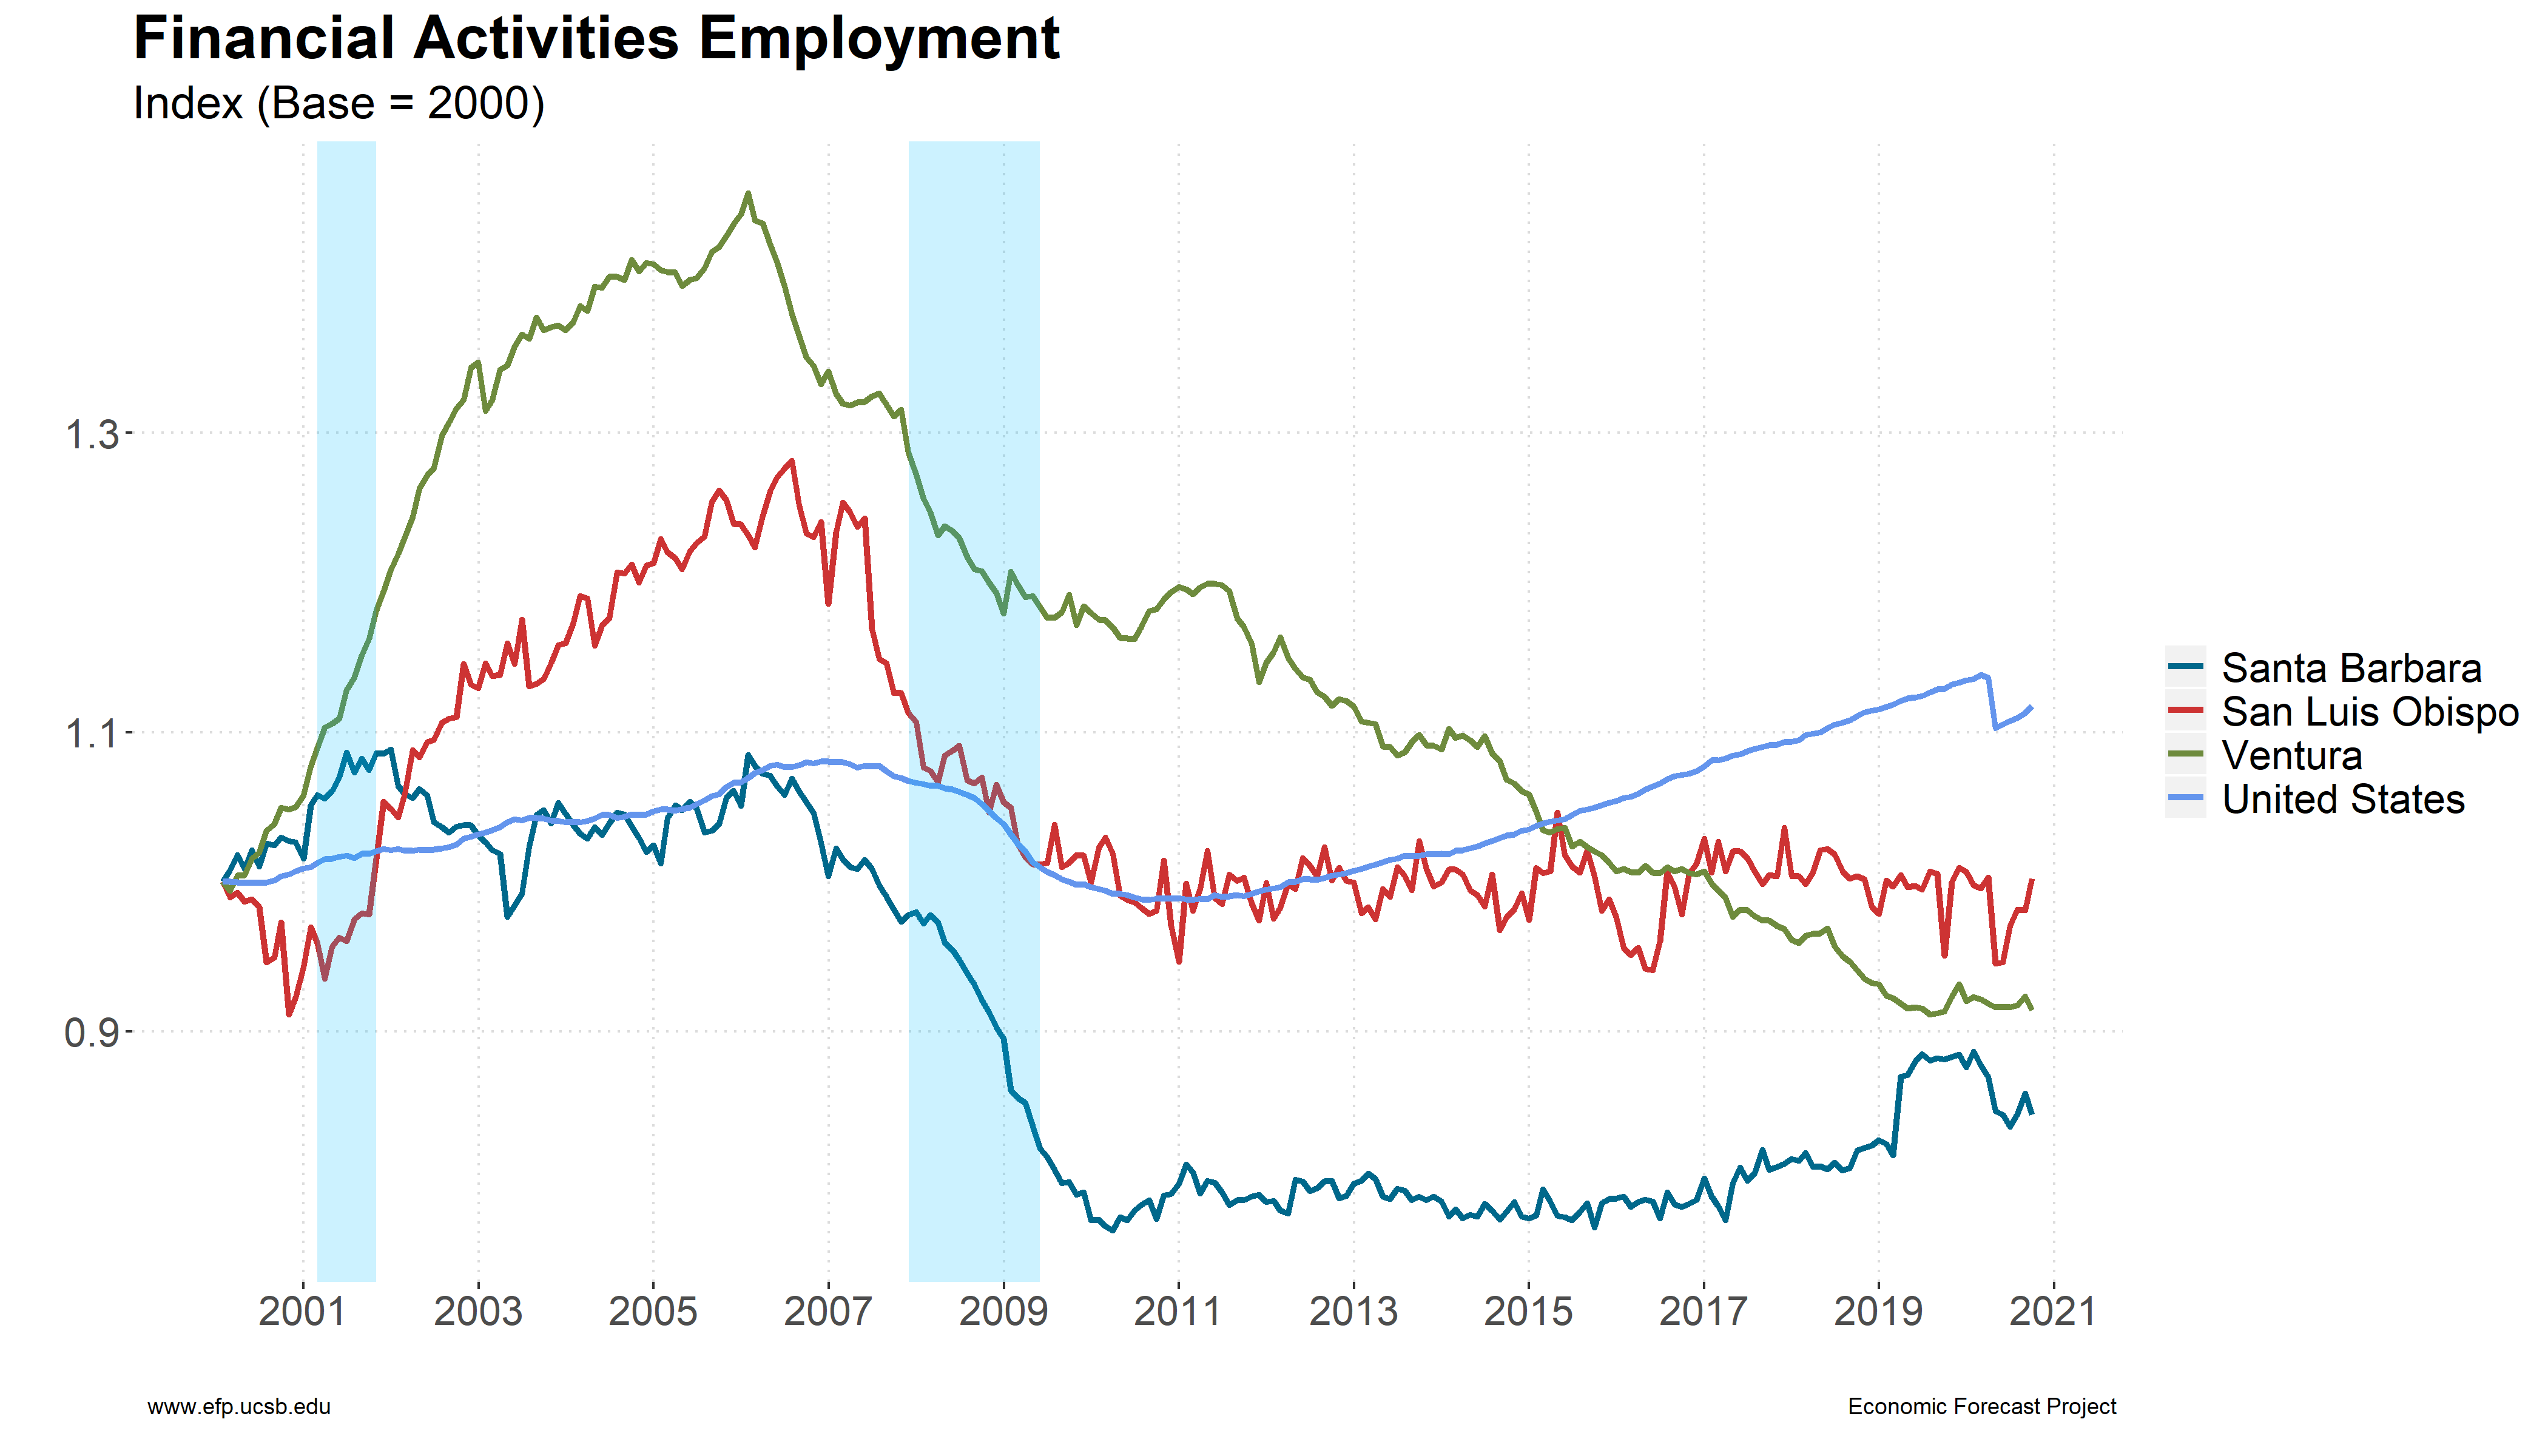 Financial Activities Employment
Index (Base = 2000)
1.3
1.1
0.9
2001 2003 2005 2007 2009 2011 2013 2015 2017 2019 2021
Santa Barbara
San Luis Obispo
Ventura
United States
www.efp.ucsb.edu
Economic Forecast Project